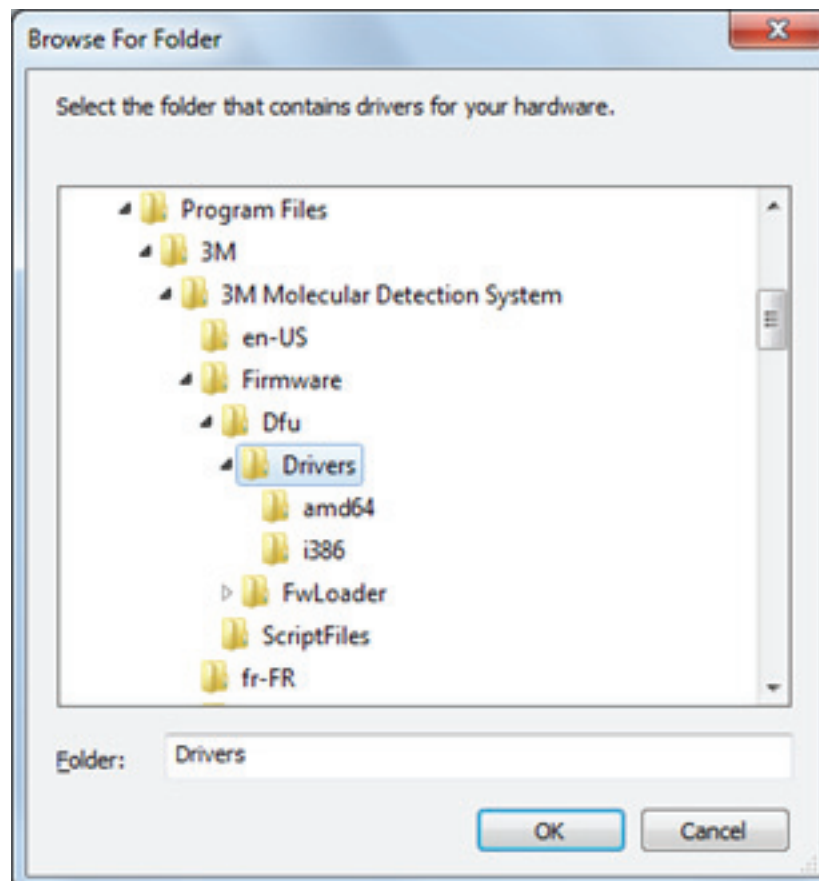 Browse For Folder
Select the folder that contains drivers for your hardware.
Program Files
3M
3M Molecular Detection System
en-US
Firmware
Dfu
Drivers
amd64
i386
FwLoader
ScriptFiles
fr-FR
Folder: Drivers
OK Cancel